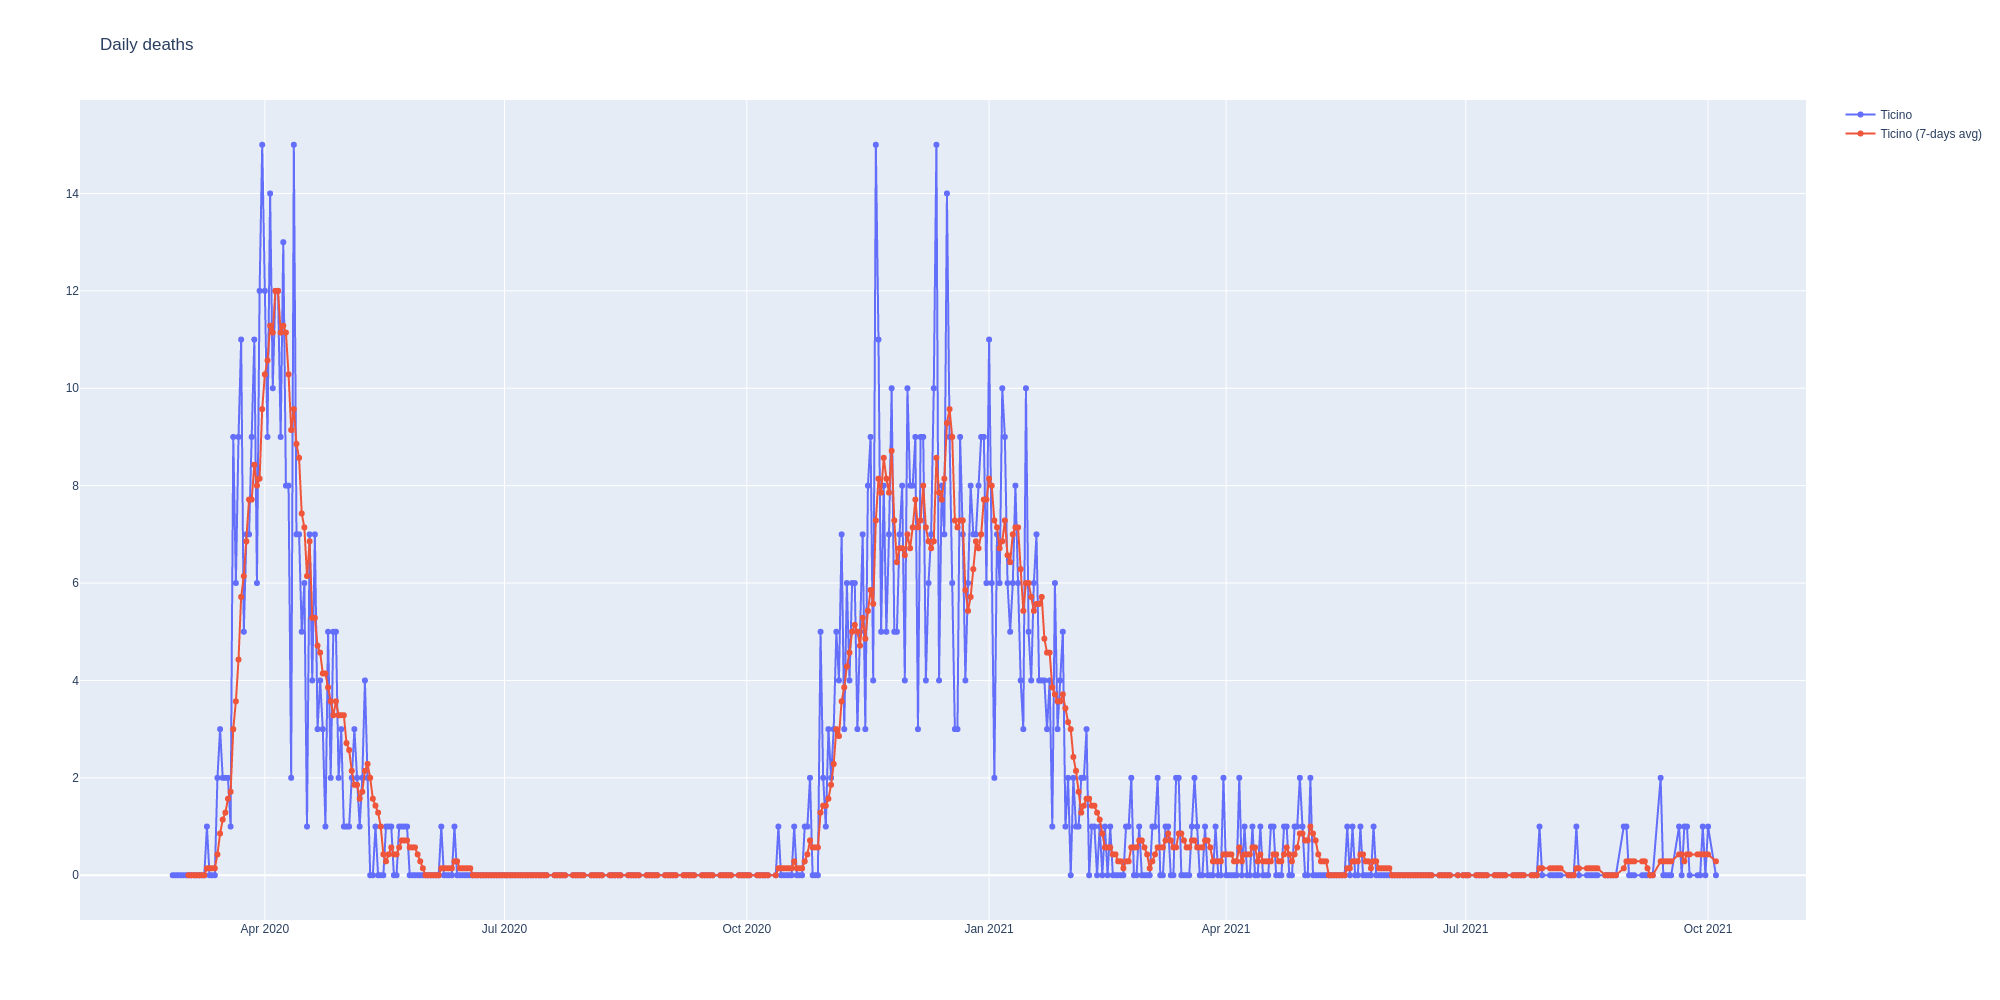 Daily deaths
Ticino
Ticino (7-days avg)
14
12
10
8
6
4
2
0
Apr 2020
Jul 2020
Oct 2020
Jan 2021
Apr 2021
Jul 2021
Oct 2021